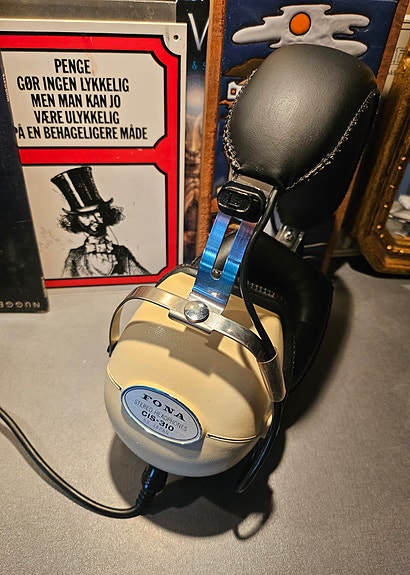 PENGE
GØR INGEN LYKKELIG
MEN MAN KAN JO
VÆRE ULYKKELIG
PÅ EN BEHAGELIGERE MÅDE
FONA
STEREO HEADPHONES
CIS-310
JAPAN